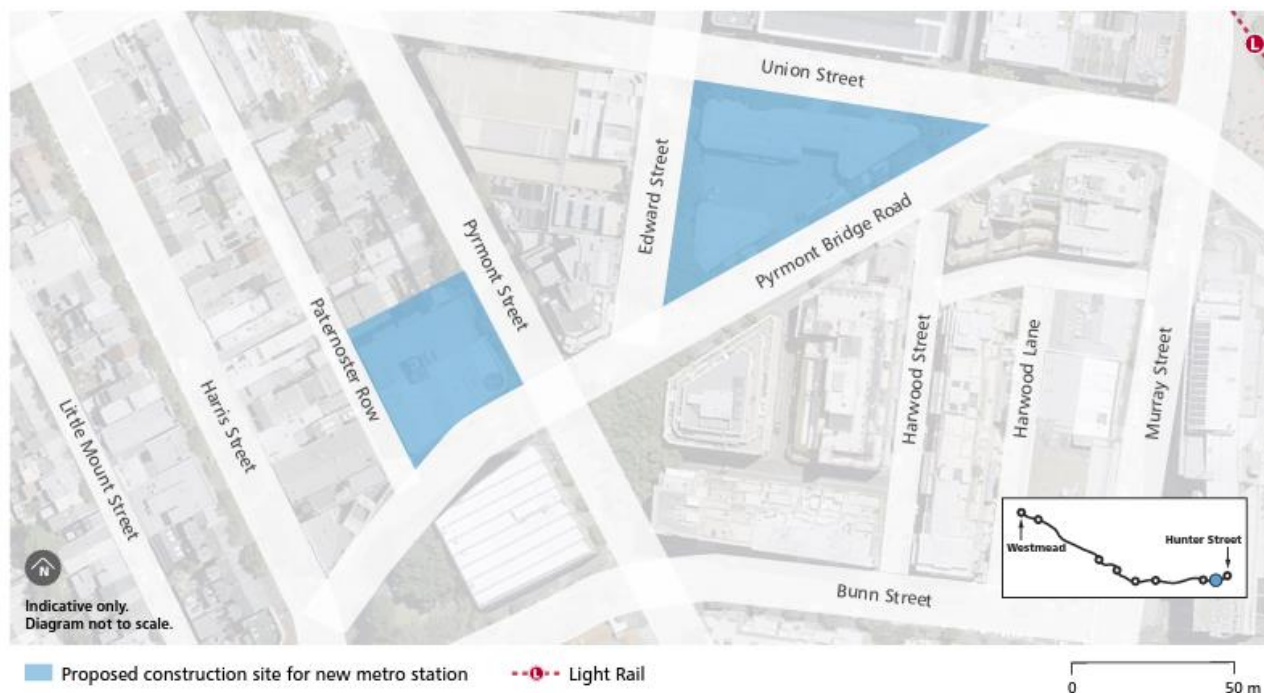 Union Street
Edward Street
Pyrmont Bridge Road
Pyrmont Street
Paternoster Row
Harris Street
Little Mount Street
Harwood Street
Harwood Lane
Murray Street
Bunn Street
L
N
Indicative only.
Diagram not to scale.
Westmead
Hunter Street
Proposed construction site for new metro station
L Light Rail
0 50 m